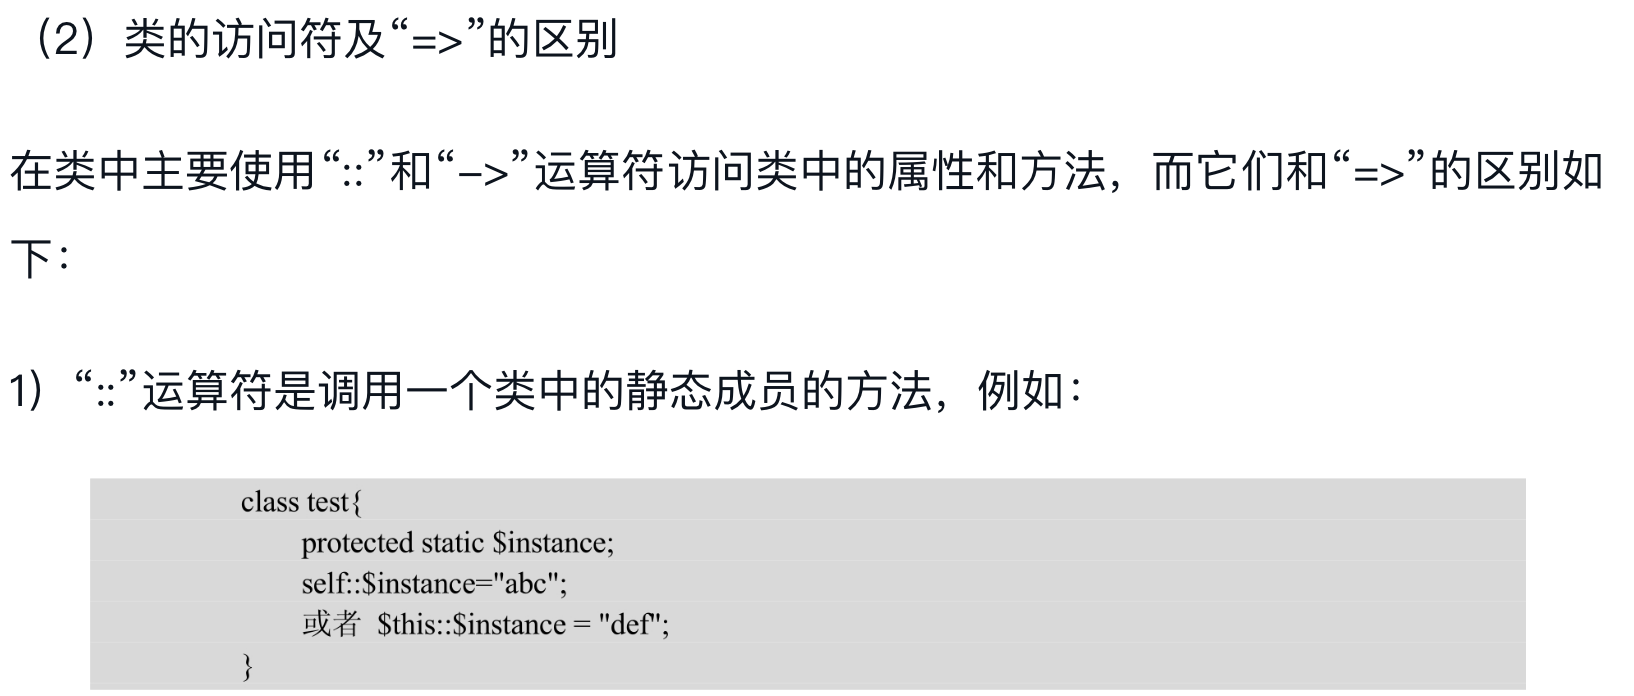 （2）类的访问符及“=>”的区别
在类中主要使用“::”和“–>”运算符访问类中的属性和方法，而它们和“=>”的区别如
下：
1）“::”运算符是调用一个类中的静态成员的方法，例如：
class test{
protected static $instance;
self::$instance="abc";
或者 $this::$instance = "def";
}